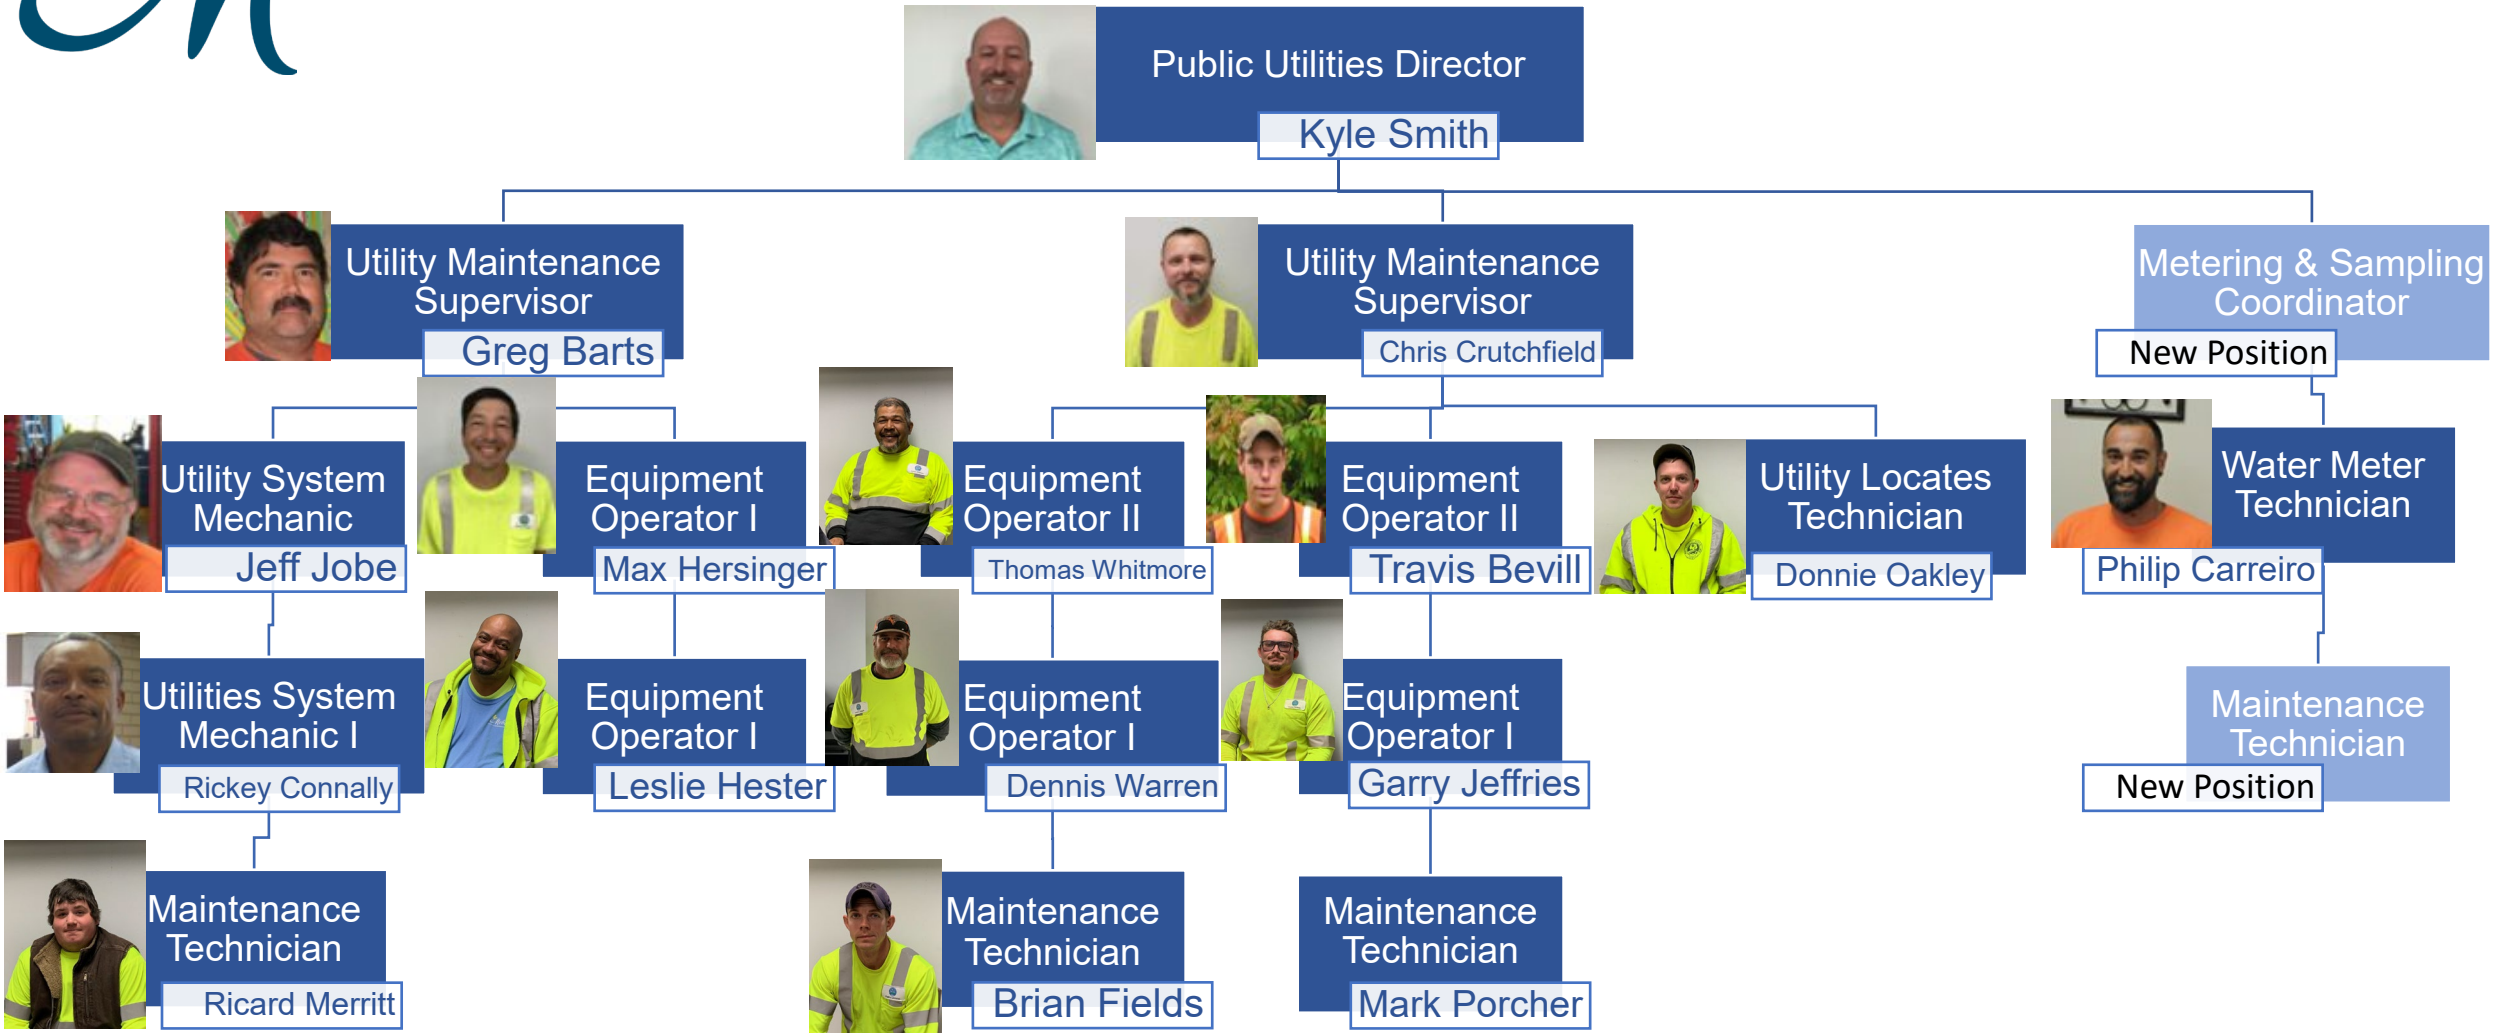 Public Utilities Director
Kyle Smith
Utility Maintenance
Supervisor
Greg Barts
Utility Maintenance
Supervisor
Chris Crutchfield
Metering & Sampling
Coordinator
New Position
Utility System
Mechanic
Jeff Jobe
Equipment
Operator I
Max Hersinger
Equipment
Operator II
Thomas Whitmore
Equipment
Operator II
Travis Bevill
Utility Locates
Technician
Donnie Oakley
Water Meter
Technician
Philip Carreiro
Utilities System
Mechanic I
Rickey Connally
Equipment
Operator I
Leslie Hester
Equipment
Operator I
Dennis Warren
Equipment
Operator I
Garry Jeffries
Maintenance
Technician
New Position
Maintenance
Technician
Ricard Merritt
Maintenance
Technician
Brian Fields
Maintenance
Technician
Mark Porcher